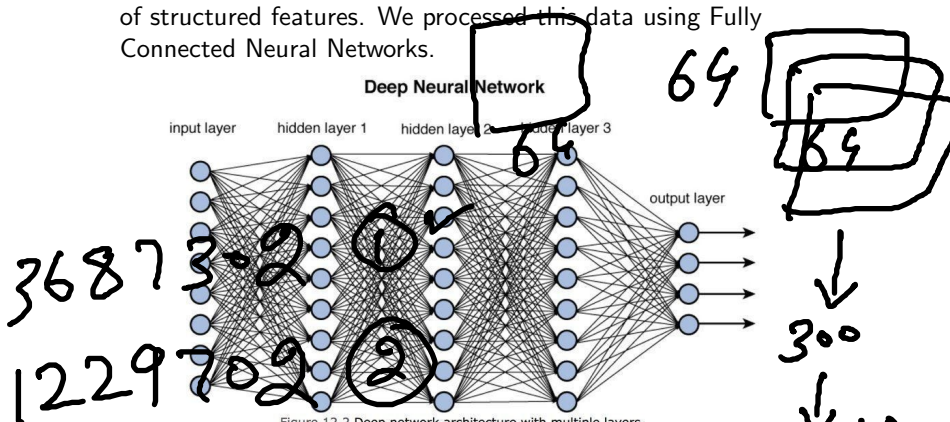 of structured features. We processed this data using Fully
Connected Neural Networks.
Deep Neural Network
input layer hidden layer 1 hidden layer 2 hidden layer 3
output layer
64
64
64
36873.02
1
1229702
2
300
Figure 12.2 Deep network architecture with multiple layers